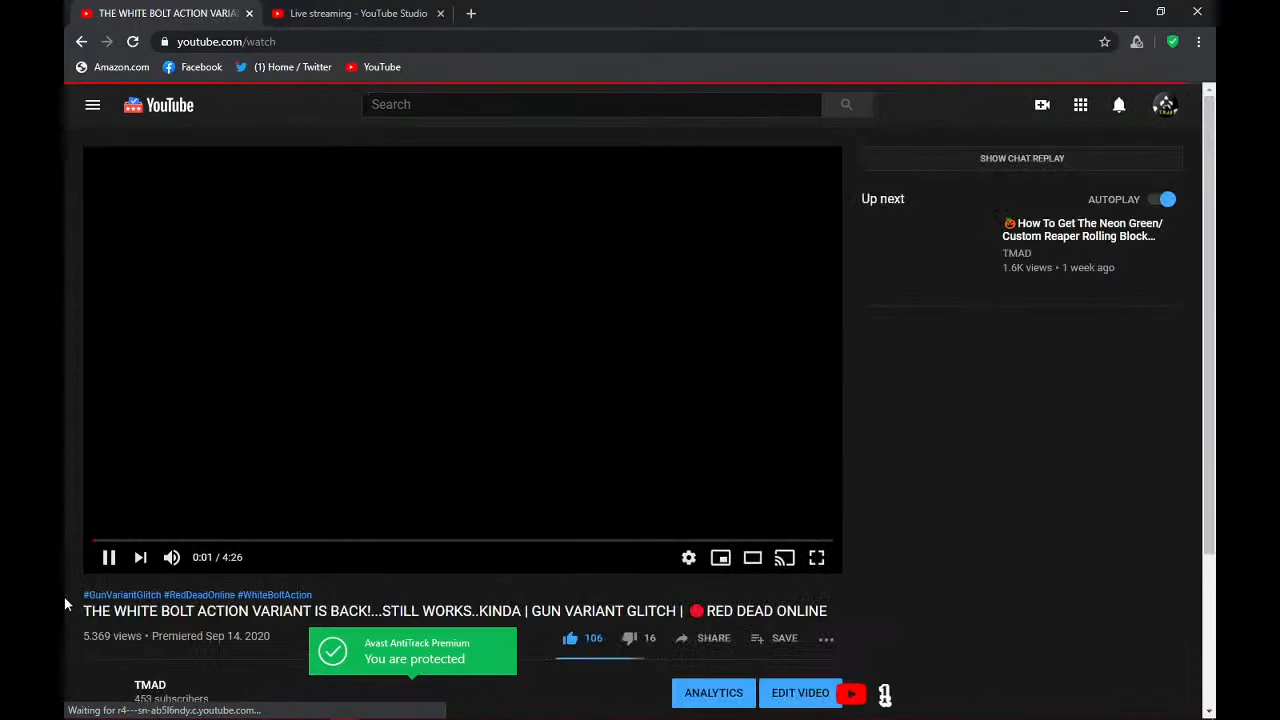 THE WHITE BOLT ACTION VARIA
Live streaming - YouTube Studio
youtube.com/watch
Amazon.com
Facebook
(1) Home / Twitter
YouTube
YouTube
Search
SHOW CHAT REPLAY
Up next
AUTOPLAY
How To Get The Neon Green/
Custom Reaper Rolling Block...
TMAD
1.6K views • 1 week ago
0:01 / 4:26
#GunVariantGlitch #RedDeadOnline #WhiteBoltAction
THE WHITE BOLT ACTION VARIANT IS BACK!...STILL WORKS..KINDA | GUN VARIANT GLITCH | 🔴RED DEAD ONLINE
5,369 views • Premiered Sep 14, 2020
106
16
SHARE
SAVE
Avast AntiTrack Premium
You are protected
TMAD
453 subscribers
ANALYTICS
EDIT VIDEO
Waiting for r4---sn-ab5l6ndy.c.youtube.com...